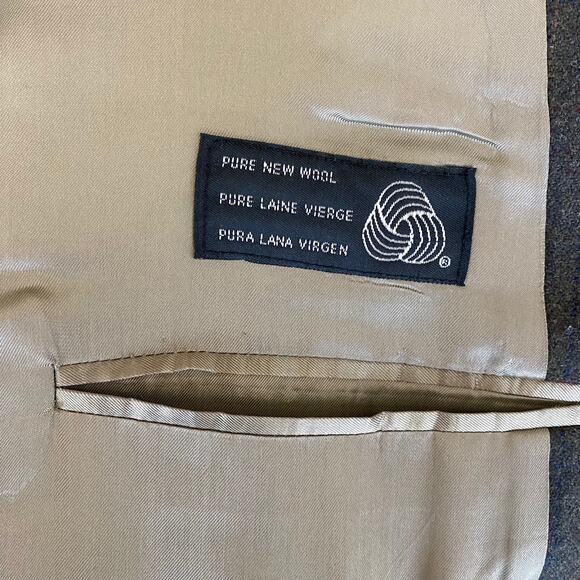 PURE NEW WOOL
PURE LAINE VIERGE
PURA LANA VIRGEN
®